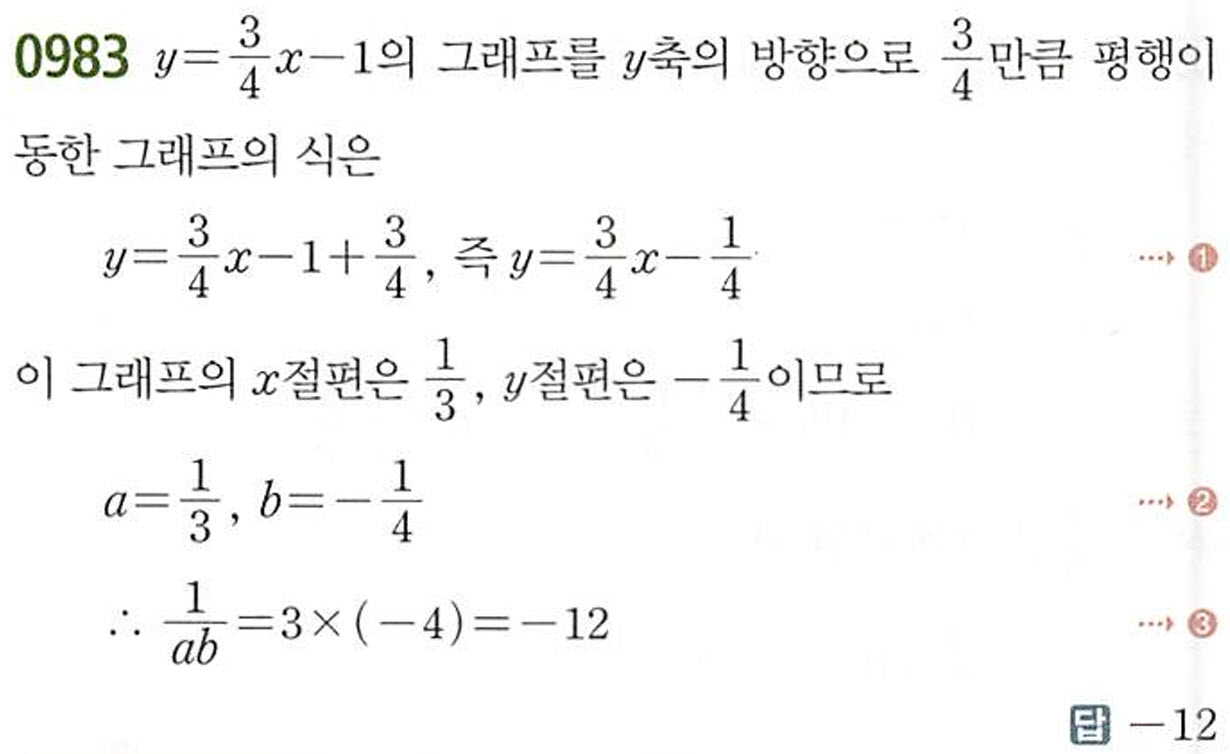 0983 y=3/4x-1의 그래프를 y축의 방향으로 3/4만큼 평행이
동한 그래프의 식은
y=3/4x-1+3/4, 즉 y=3/4x-1/4 ···→ ❶
이 그래프의 x절편은 1/3, y절편은 -1/4이므로
a=1/3, b=-1/4 ···→ ❷
∴ 1/ab=3×(-4)=-12 ···→ ❸
답 -12